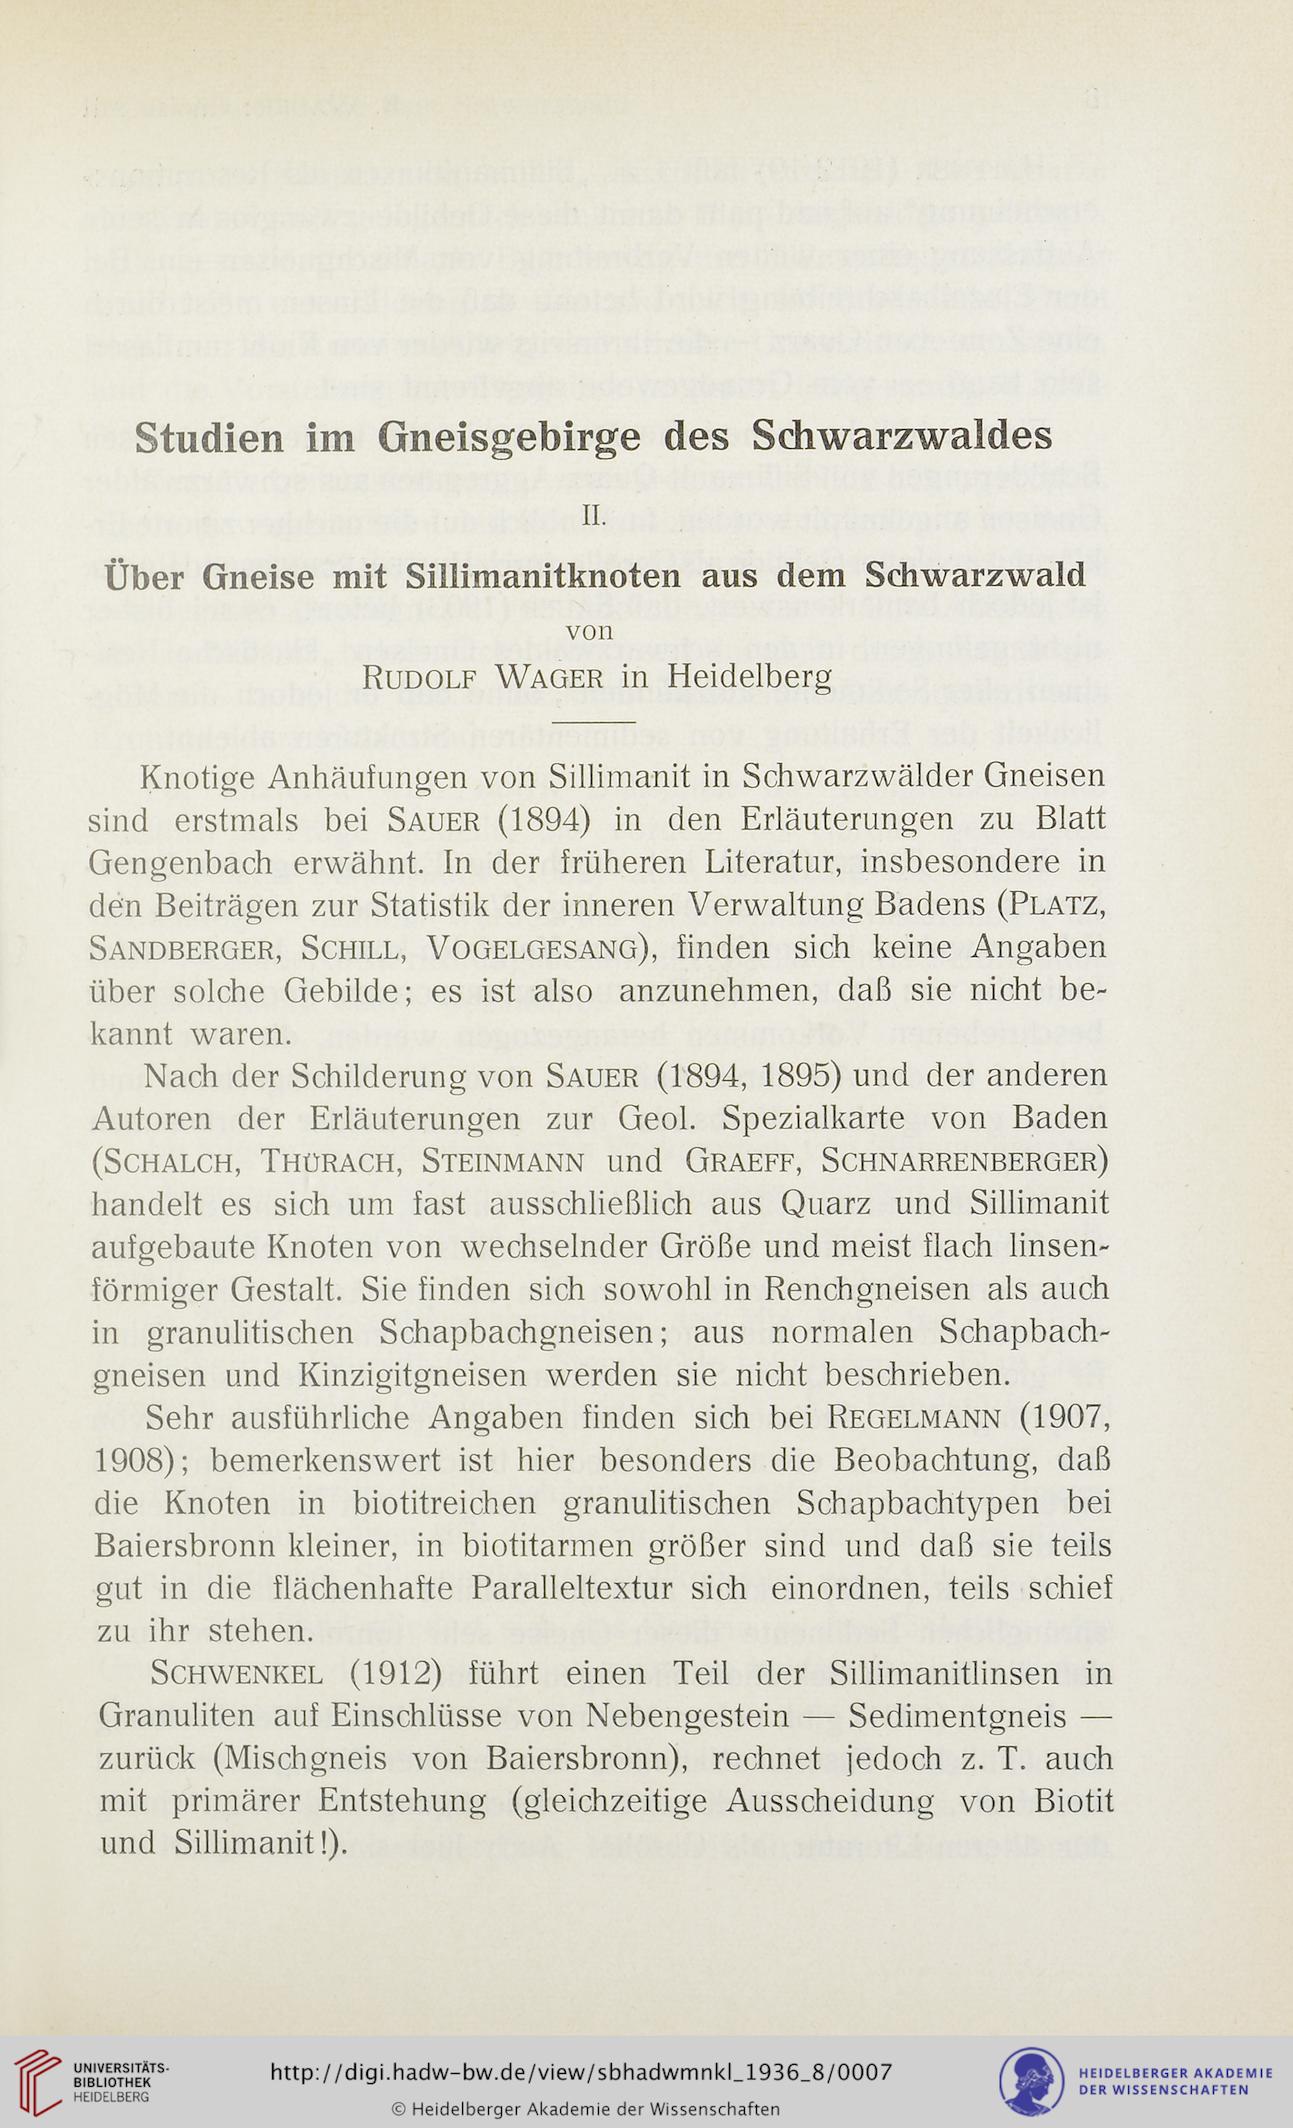 Studien im Gneisgebirge des Schwarzwaldes
II.
Über Gneise mit Sillimanitknoten aus dem Schwarzwald
von
RUDOLF WAGER in Heidelberg
Knotige Anhäufungen von Sillimanit in Schwarzwälder Gneisen
sind erstmals bei SAUER (1894) in den Erläuterungen zu Blatt
Gengenbach erwähnt. In der früheren Literatur, insbesondere in
den Beiträgen zur Statistik der inneren Verwaltung Badens (PLATZ,
SANDBERGER, SCHILL, VOGELGESANG), finden sich keine Angaben
über solche Gebilde; es ist also anzunehmen, daß sie nicht be-
kannt waren.
Nach der Schilderung von SAUER (1894, 1895) und der anderen
Autoren der Erläuterungen zur Geol. Spezialkarte von Baden
(SCHALCH, THÜRACH, STEINMANN und GRAEFF, SCHNARRENBERGER)
handelt es sich um fast ausschließlich aus Quarz und Sillimanit
aufgebaute Knoten von wechselnder Größe und meist flach linsen-
förmiger Gestalt. Sie finden sich sowohl in Renchgneisen als auch
in granulitischen Schapbachgneisen; aus normalen Schapbach-
gneisen und Kinzigitgneisen werden sie nicht beschrieben.
Sehr ausführliche Angaben finden sich bei REGELMANN (1907,
1908); bemerkenswert ist hier besonders die Beobachtung, daß
die Knoten in biotitreichen granulitischen Schapbachtypen bei
Baiersbronn kleiner, in biotitarmen größer sind und daß sie teils
gut in die flächenhafte Paralleltextur sich einordnen, teils schief
zu ihr stehen.
SCHWENKEL (1912) führt einen Teil der Sillimanitlinsen in
Granuliten auf Einschlüsse von Nebengestein — Sedimentgneis —
zurück (Mischgneis von Baiersbronn), rechnet jedoch z. T. auch
mit primärer Entstehung (gleichzeitige Ausscheidung von Biotit
und Sillimanit!).
UNIVERSITÄTS-
BIBLIOTHEK
HEIDELBERG
http://digi.hadw-bw.de/view/sbhadwmnkl_1936_8/0007
© Heidelberger Akademie der Wissenschaften
HEIDELBERGER AKADEMIE
DER WISSENSCHAFTEN